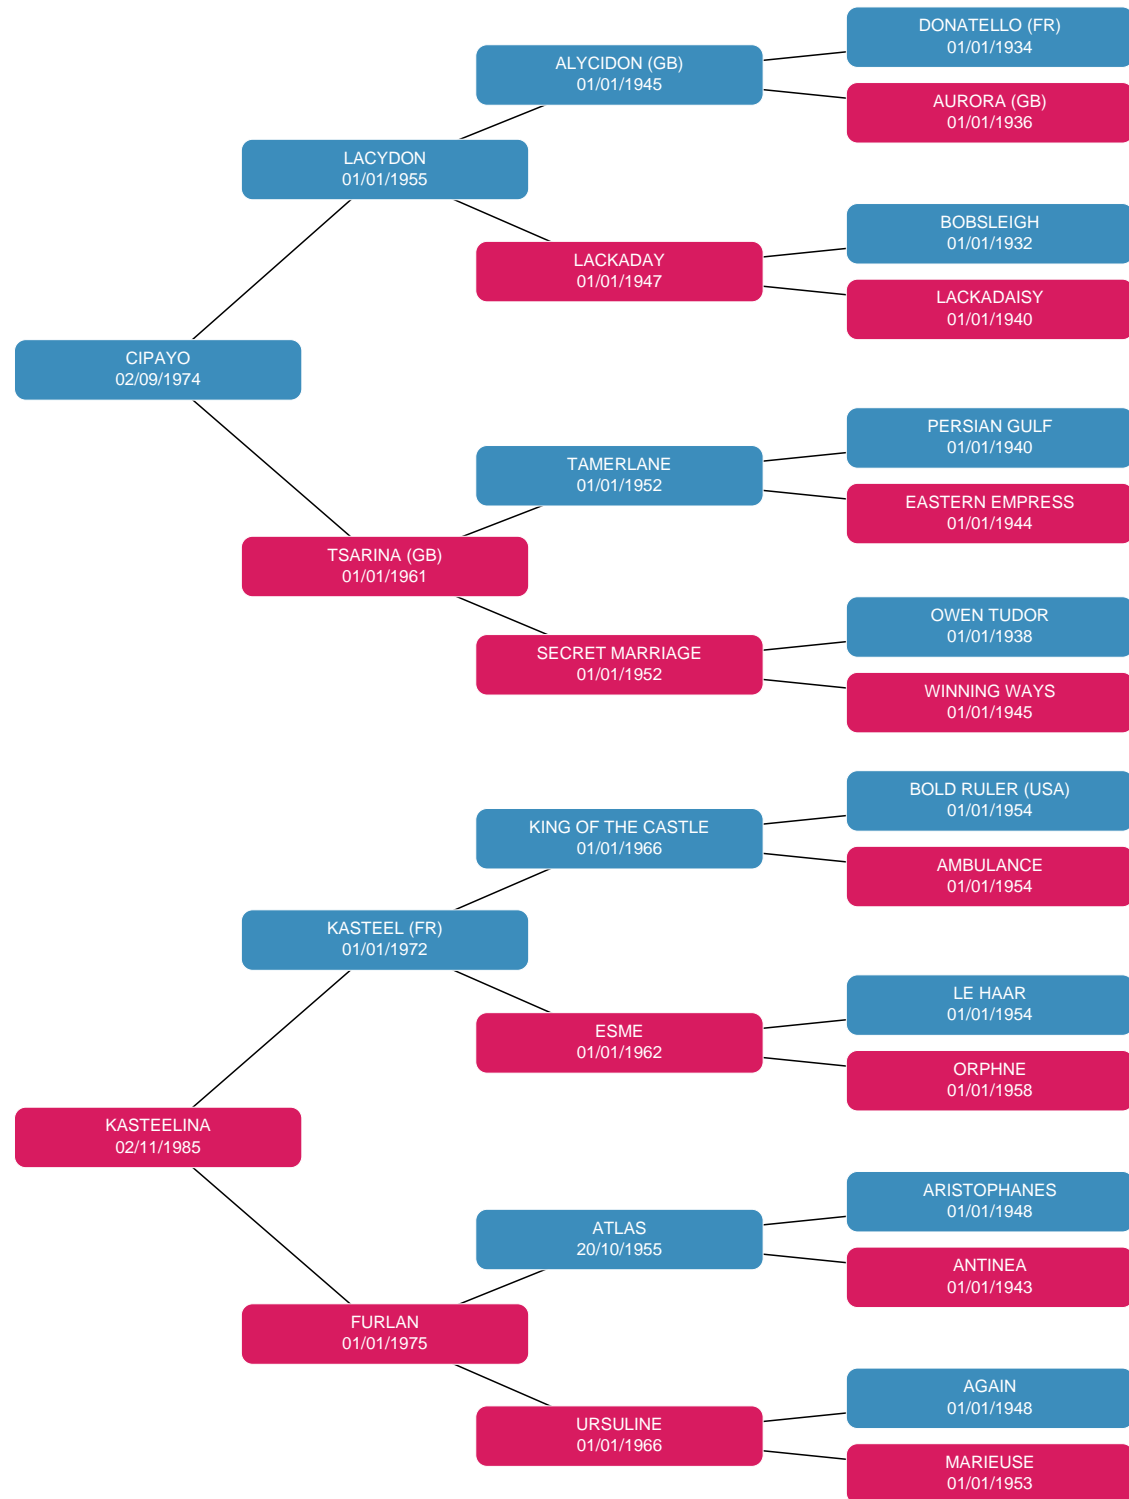 DONATELLO (FR)
01/01/1934
ALYCIDON (GB)
01/01/1945
AURORA (GB)
01/01/1936
LACYDON
01/01/1955
BOBSLEIGH
01/01/1932
LACKADAY
01/01/1947
LACKADAISY
01/01/1940
CIPAYO
02/09/1974
PERSIAN GULF
01/01/1940
TAMERLANE
01/01/1952
EASTERN EMPRESS
01/01/1944
TSARINA (GB)
01/01/1961
OWEN TUDOR
01/01/1938
SECRET MARRIAGE
01/01/1952
WINNING WAYS
01/01/1945
BOLD RULER (USA)
01/01/1954
KING OF THE CASTLE
01/01/1966
AMBULANCE
01/01/1954
KASTEEL (FR)
01/01/1972
LE HAAR
01/01/1954
ESME
01/01/1962
ORPHNE
01/01/1958
KASTEELINA
02/11/1985
ARISTOPHANES
01/01/1948
ATLAS
20/10/1955
ANTINEA
01/01/1943
FURLAN
01/01/1975
AGAIN
01/01/1948
URSULINE
01/01/1966
MARIEUSE
01/01/1953